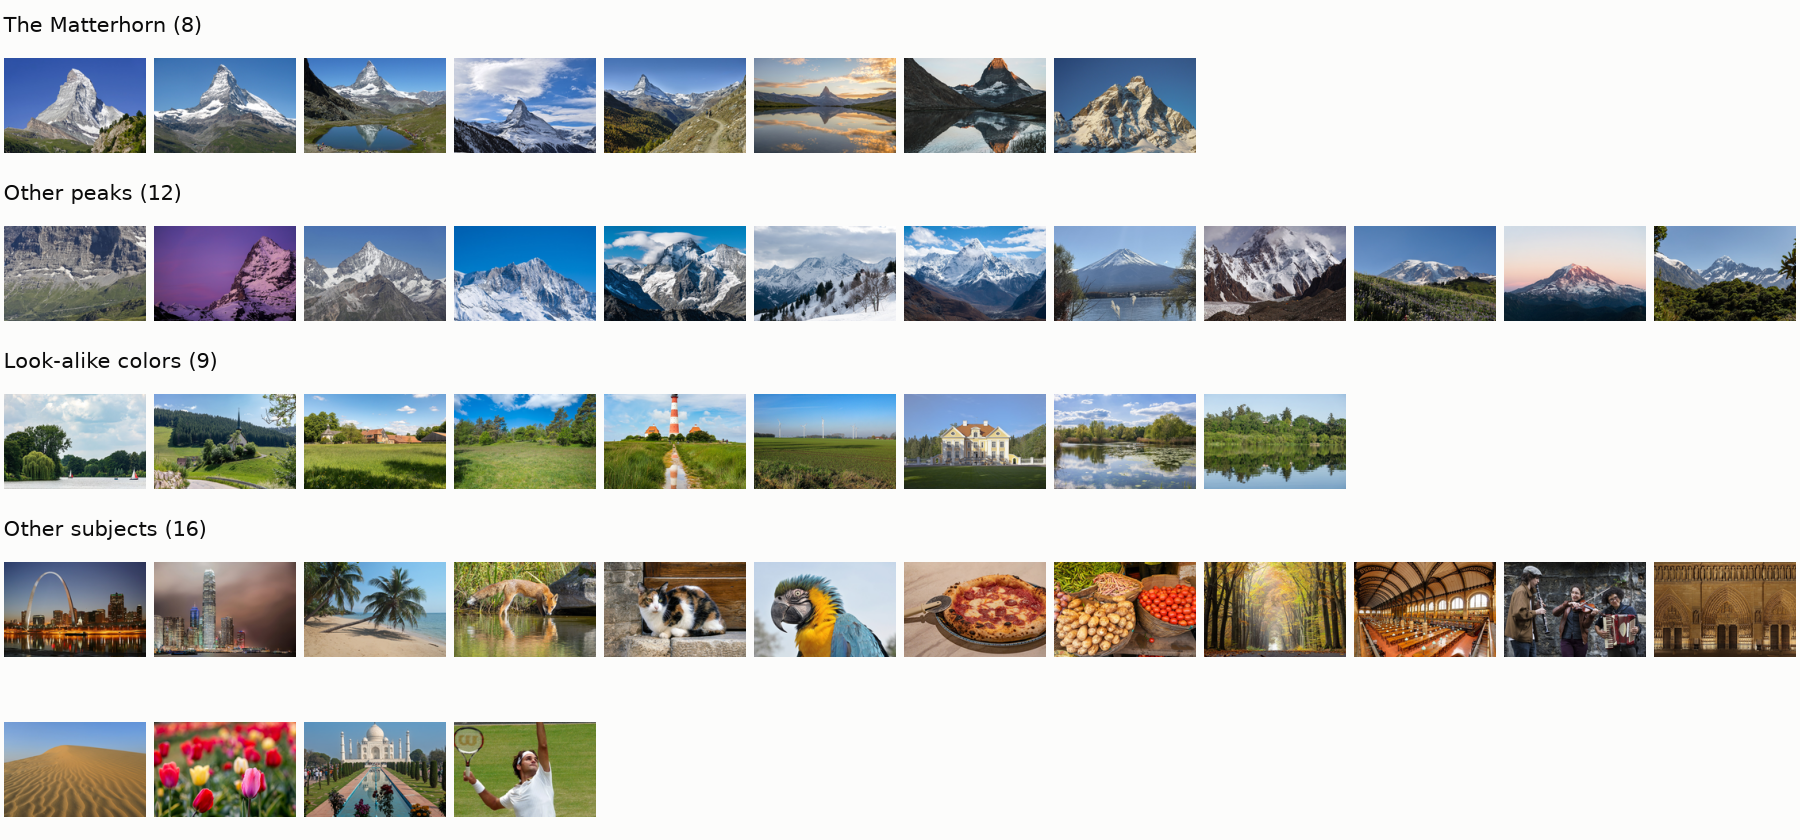 The Matterhorn (8)
Other peaks (12)
Look-alike colors (9)
Other subjects (16)